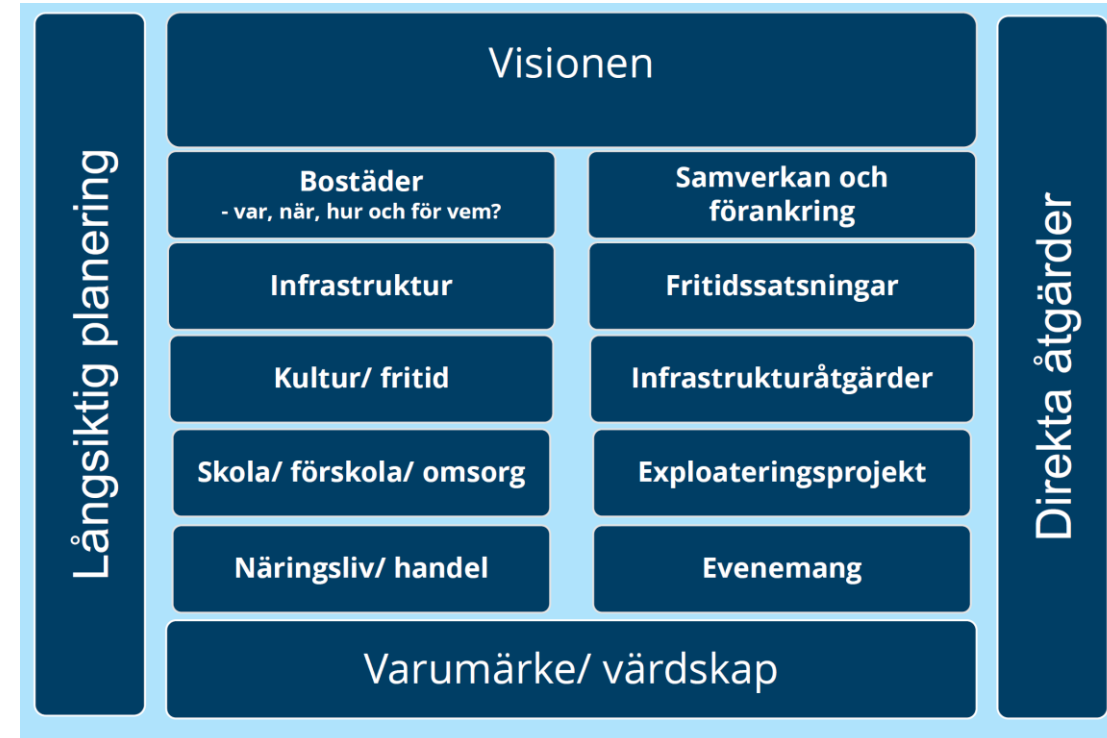 Långsiktig planering
Visionen
Bostäder
- var, när, hur och för vem?
Infrastruktur
Kultur/ fritid
Skola/ förskola/ omsorg
Näringsliv/ handel
Samverkan och
förankring
Fritidssatsningar
Infrastrukturåtgärder
Exploateringsprojekt
Evenemang
Varumärke/ värdskap
Direkta åtgärder